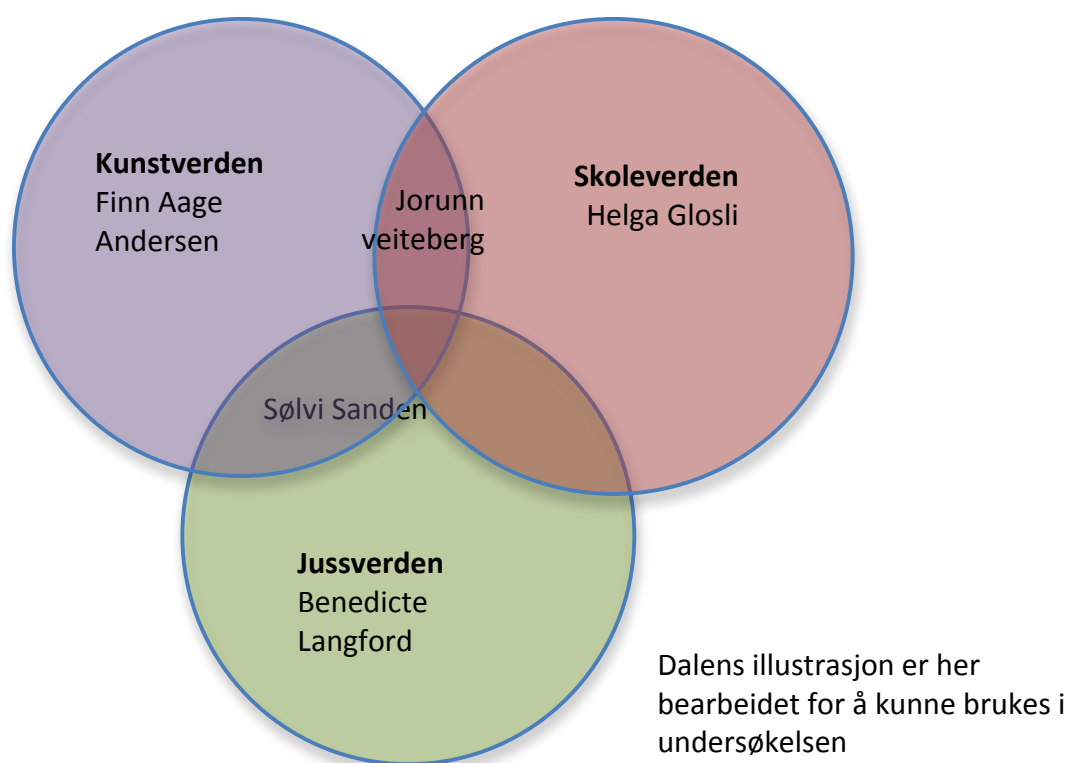 Kunstverden
Finn Aage
Andersen
Jorunn
veiteberg
Skoleverden
Helga Glosli
Sølvi Sanden
Jussverden
Benedicte
Langford
Dalens illustrasjon er her
bearbeidet for å kunne brukes i
undersøkelsen